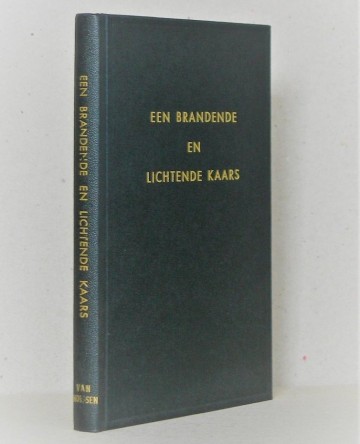 EEN BRANDENDE
EN
LICHTENDE KAARS
EEN BRANDENDE EN LICHTENDE KAARS
VAN